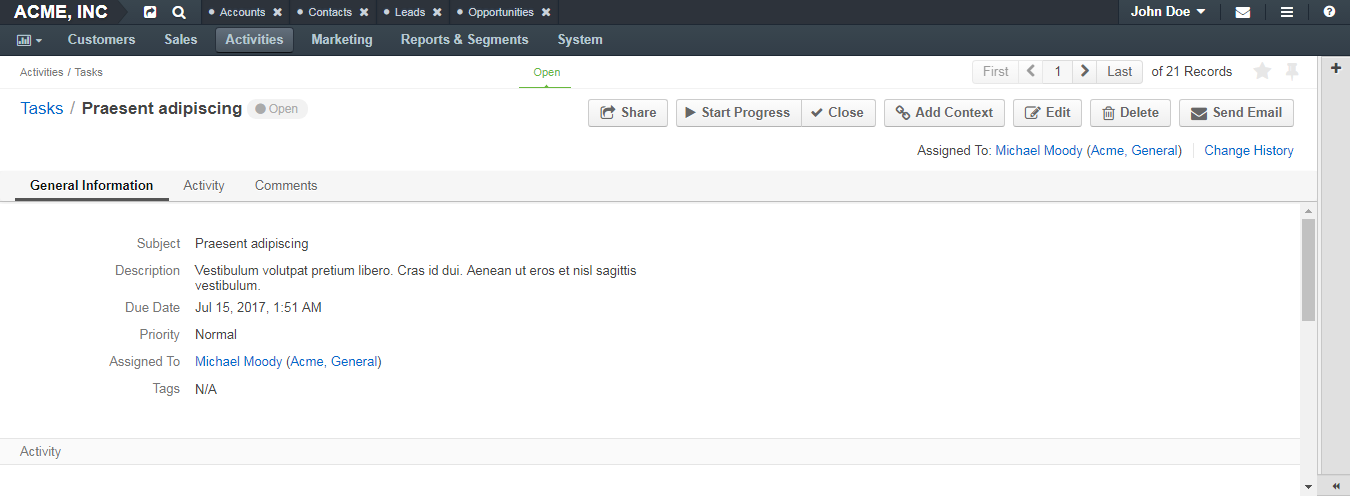 ACME, INC Accounts Contacts Leads Opportunities John Doe
Customers Sales Activities Marketing Reports & Segments System
Activities / Tasks Open First 1 Last of 21 Records
Tasks / Praesent adipiscing Open Share Start Progress Close Add Context Edit Delete Send Email
Assigned To: Michael Moody (Acme, General) Change History
General Information Activity Comments
Subject Praesent adipiscing
Description Vestibulum volutpat pretium libero. Cras id dui. Aenean ut eros et nisl sagittis
vestibulum.
Due Date Jul 15, 2017, 1:51 AM
Priority Normal
Assigned To Michael Moody (Acme, General)
Tags N/A
Activity